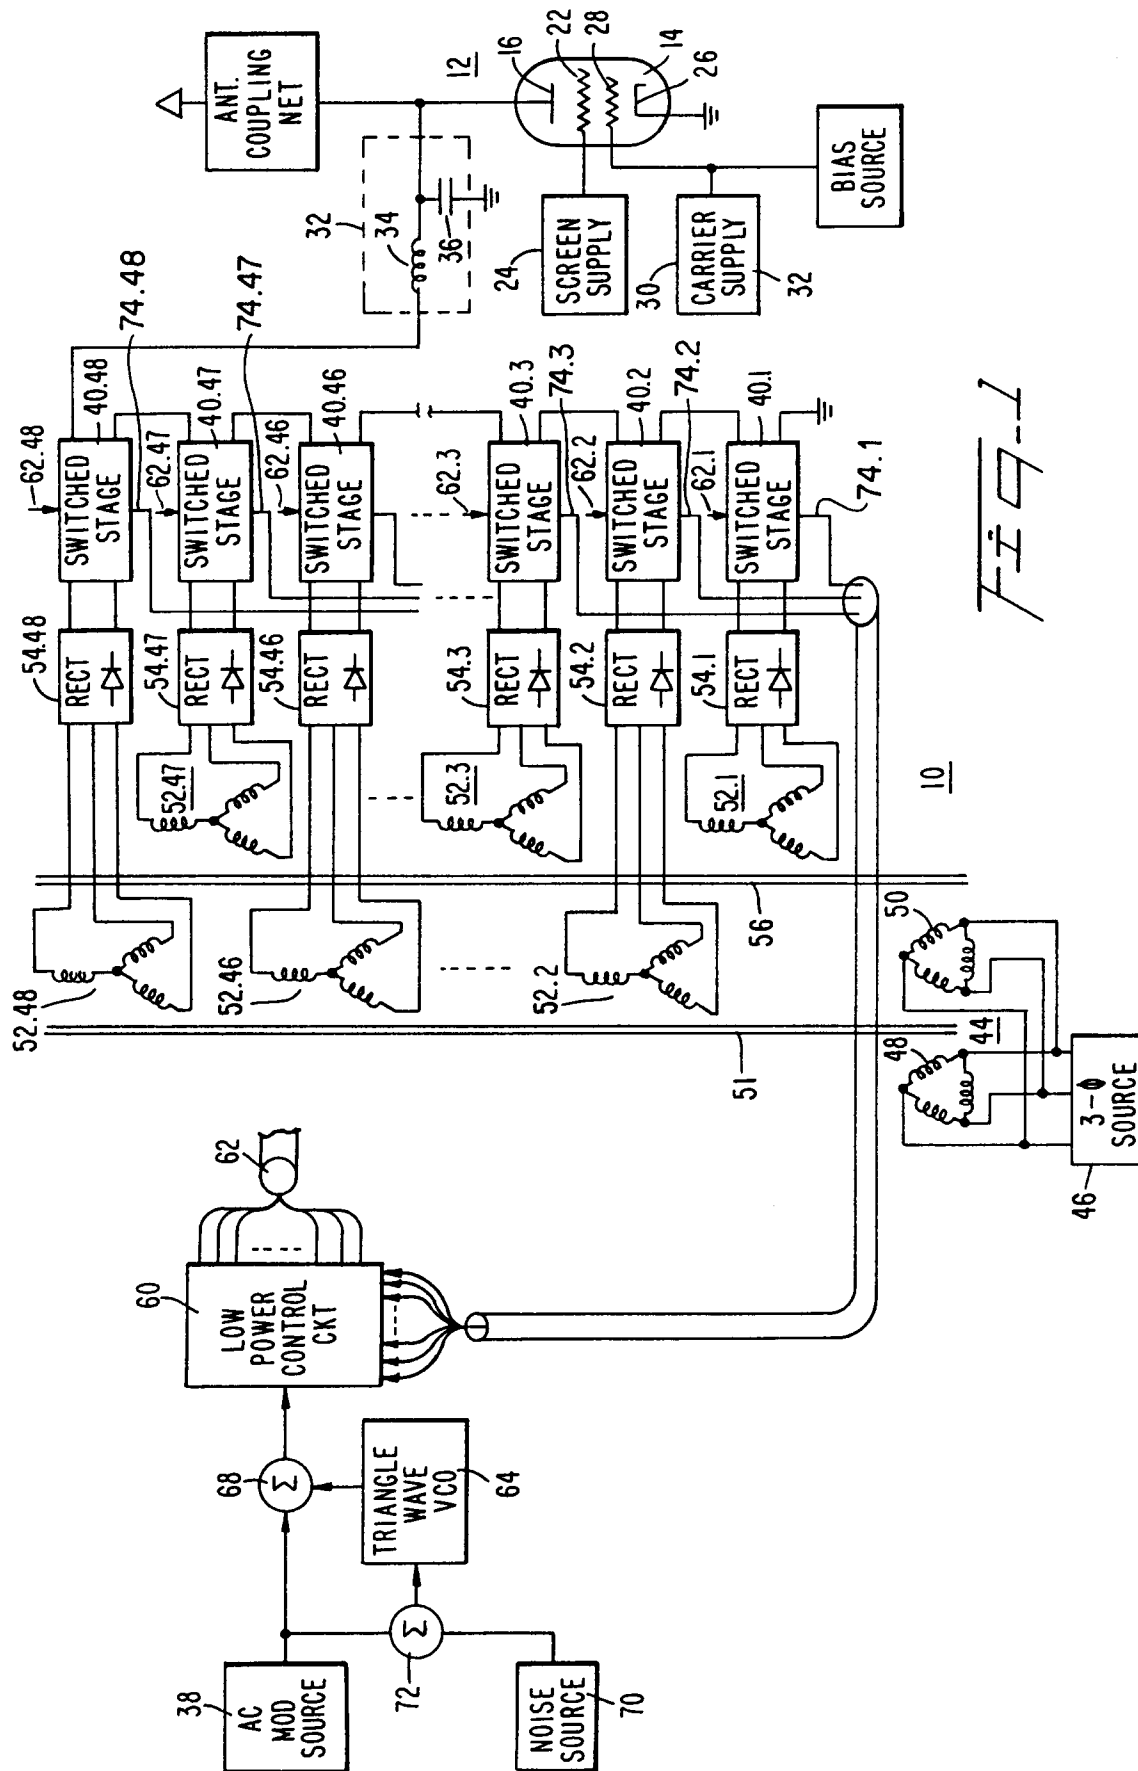 38
AC
MOD
SOURCE
72
Σ
NOISE
SOURCE
70
68
Σ
TRIANGLE
WAVE
VCO
64
60
LOW
POWER
CONTROL
CKT
62
52.48
52.46
52.2
51
56
46
3-Φ
SOURCE
48
44
50
52.47
52.3
52.1
10
54.48
RECT
54.47
RECT
54.46
RECT
54.3
RECT
54.2
RECT
54.1
RECT
62.48
SWITCHED
STAGE
40.48
62.47
SWITCHED
STAGE
40.47
62.46
SWITCHED
STAGE
40.46
62.3
SWITCHED
STAGE
40.3
62.2
SWITCHED
STAGE
40.2
62.1
SWITCHED
STAGE
40.1
74.48
74.47
74.3
74.2
74.1
32
34
36
ANT.
COUPLING
NET
12
16
22
28
14
26
24
SCREEN
SUPPLY
30
CARRIER
SUPPLY
32
BIAS
SOURCE
FIG. 1